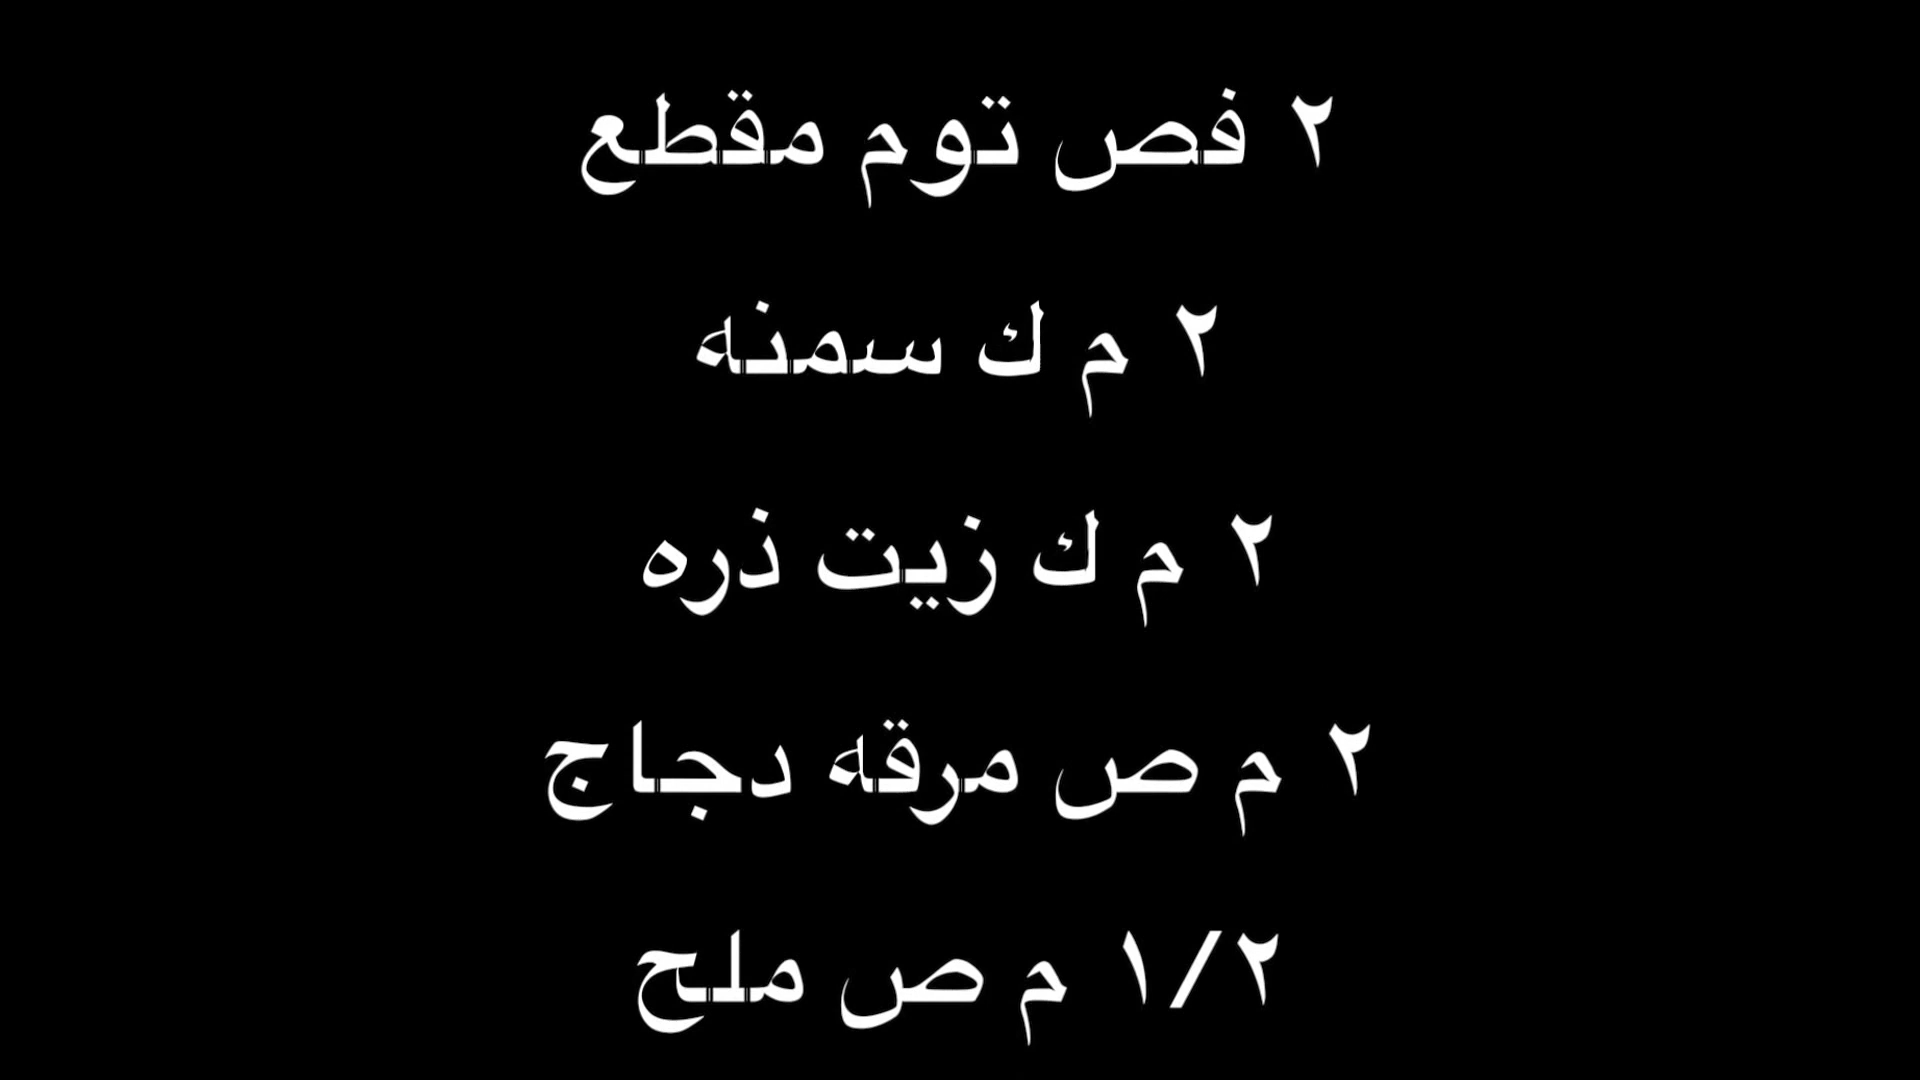 ٢ فص توم مقطع
٢ م ك سمنه
٢ م ك زيت ذره
٢ م ص مرقه دجاج
١/٢ م ص ملح